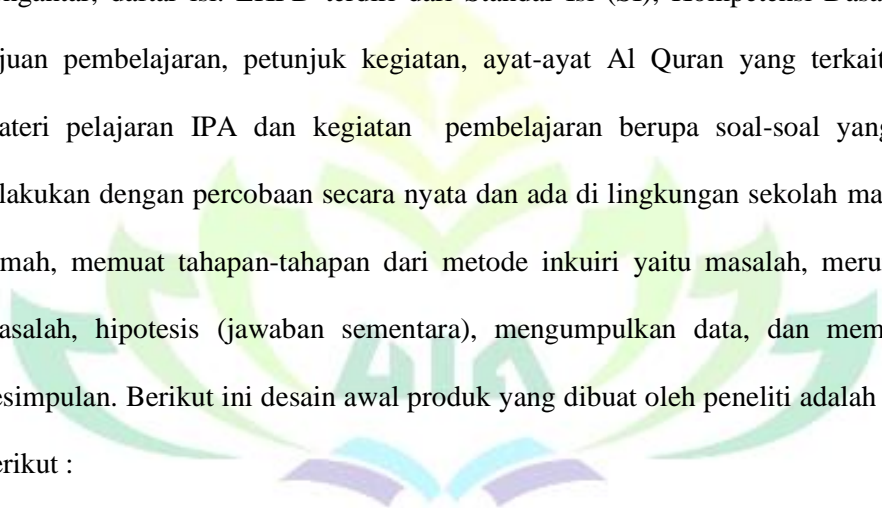 ngantar, daftar isi. LKPD terdiri dari Standar Isi (SI), Kompetensi Dasa
juan pembelajaran, petunjuk kegiatan, ayat-ayat Al Quran yang terkait
ateri pelajaran IPA dan kegiatan pembelajaran berupa soal-soal yang
lakukan dengan percobaan secara nyata dan ada di lingkungan sekolah ma
mah, memuat tahapan-tahapan dari metode inkuiri yaitu masalah, meru
asalah, hipotesis (jawaban sementara), mengumpulkan data, dan mem
esimpulan. Berikut ini desain awal produk yang dibuat oleh peneliti adalah
erikut :